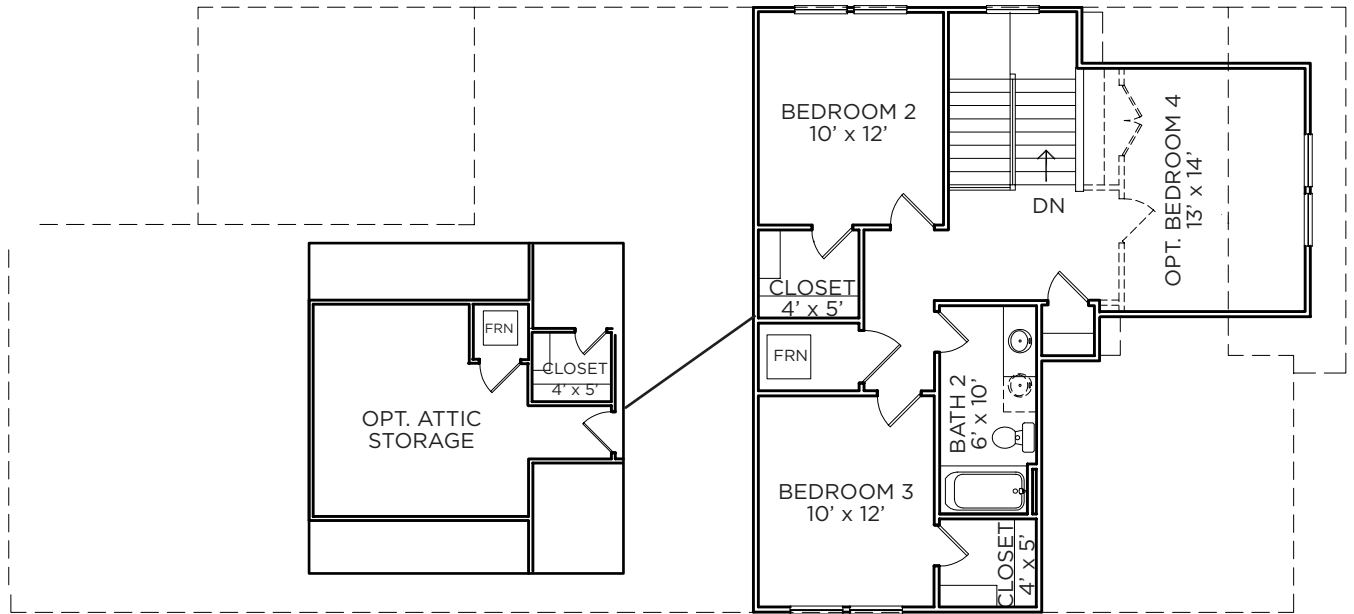 BEDROOM 2
10’ x 12’
OPT. BEDROOM 4
13’ x 14’
DN
CLOSET
4’ x 5’
FRN
FRN
CLOSET
4’ x 5’
OPT. ATTIC
STORAGE
BATH 2
6’ x 10’
BEDROOM 3
10’ x 12’
CLOSET
4’ x 5’